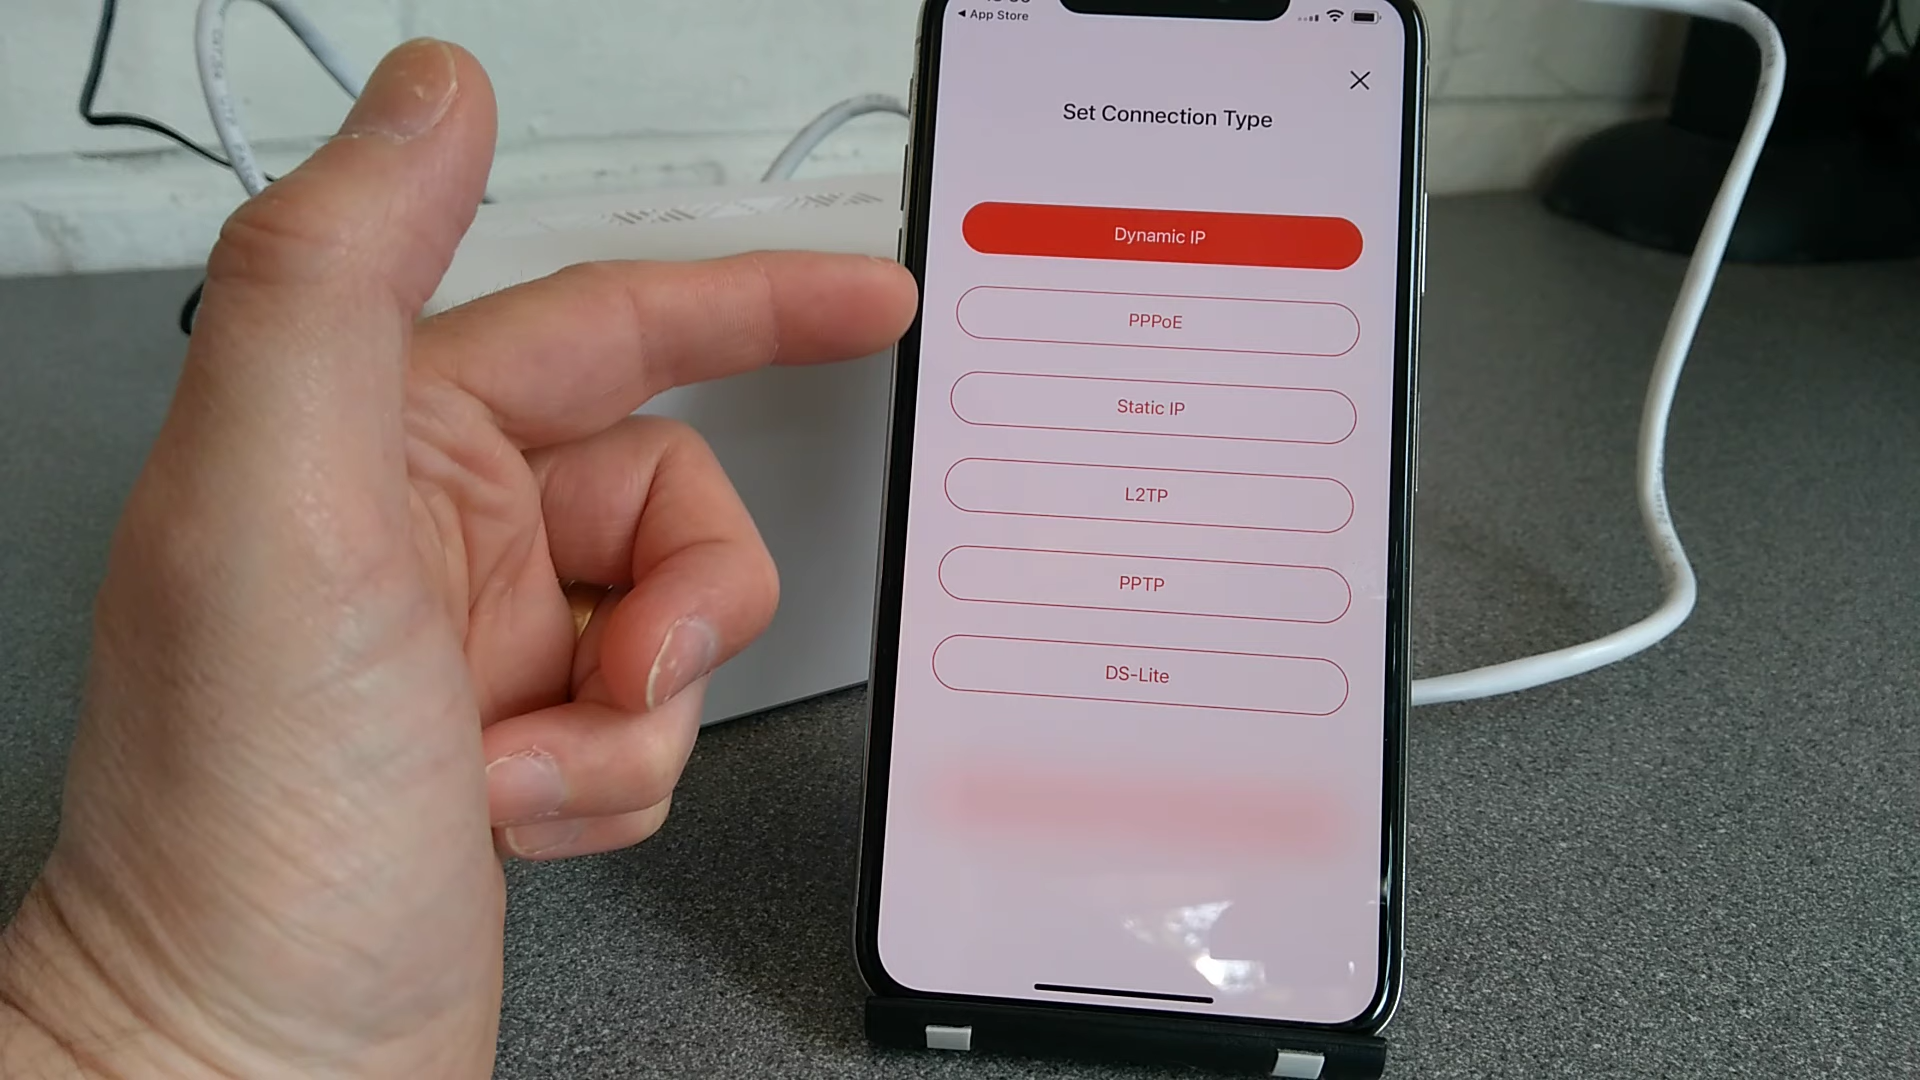 ◀ App Store
Set Connection Type
Dynamic IP
PPPoE
Static IP
L2TP
PPTP
DS-Lite